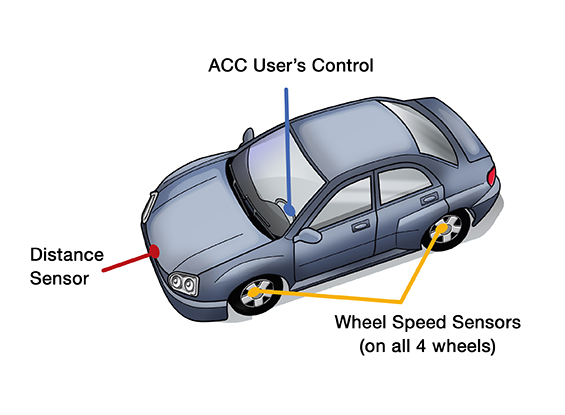 ACC User's Control
Distance
Sensor
Wheel Speed Sensors
(on all 4 wheels)